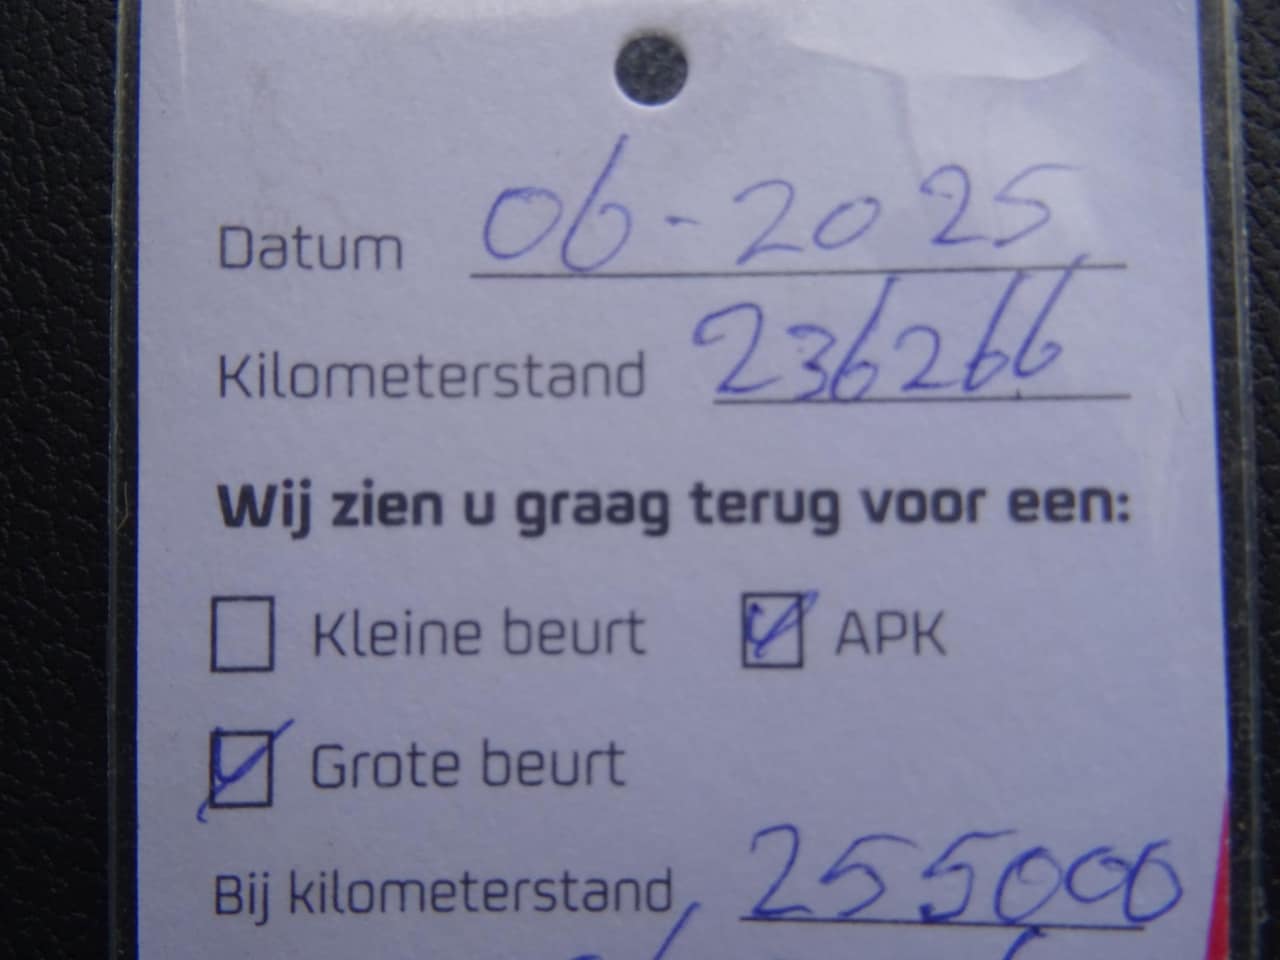 Datum 06-2025
Kilometerstand 236266
Wij zien u graag terug voor een:
Kleine beurt APK
Grote beurt
Bij kilometerstand 255000